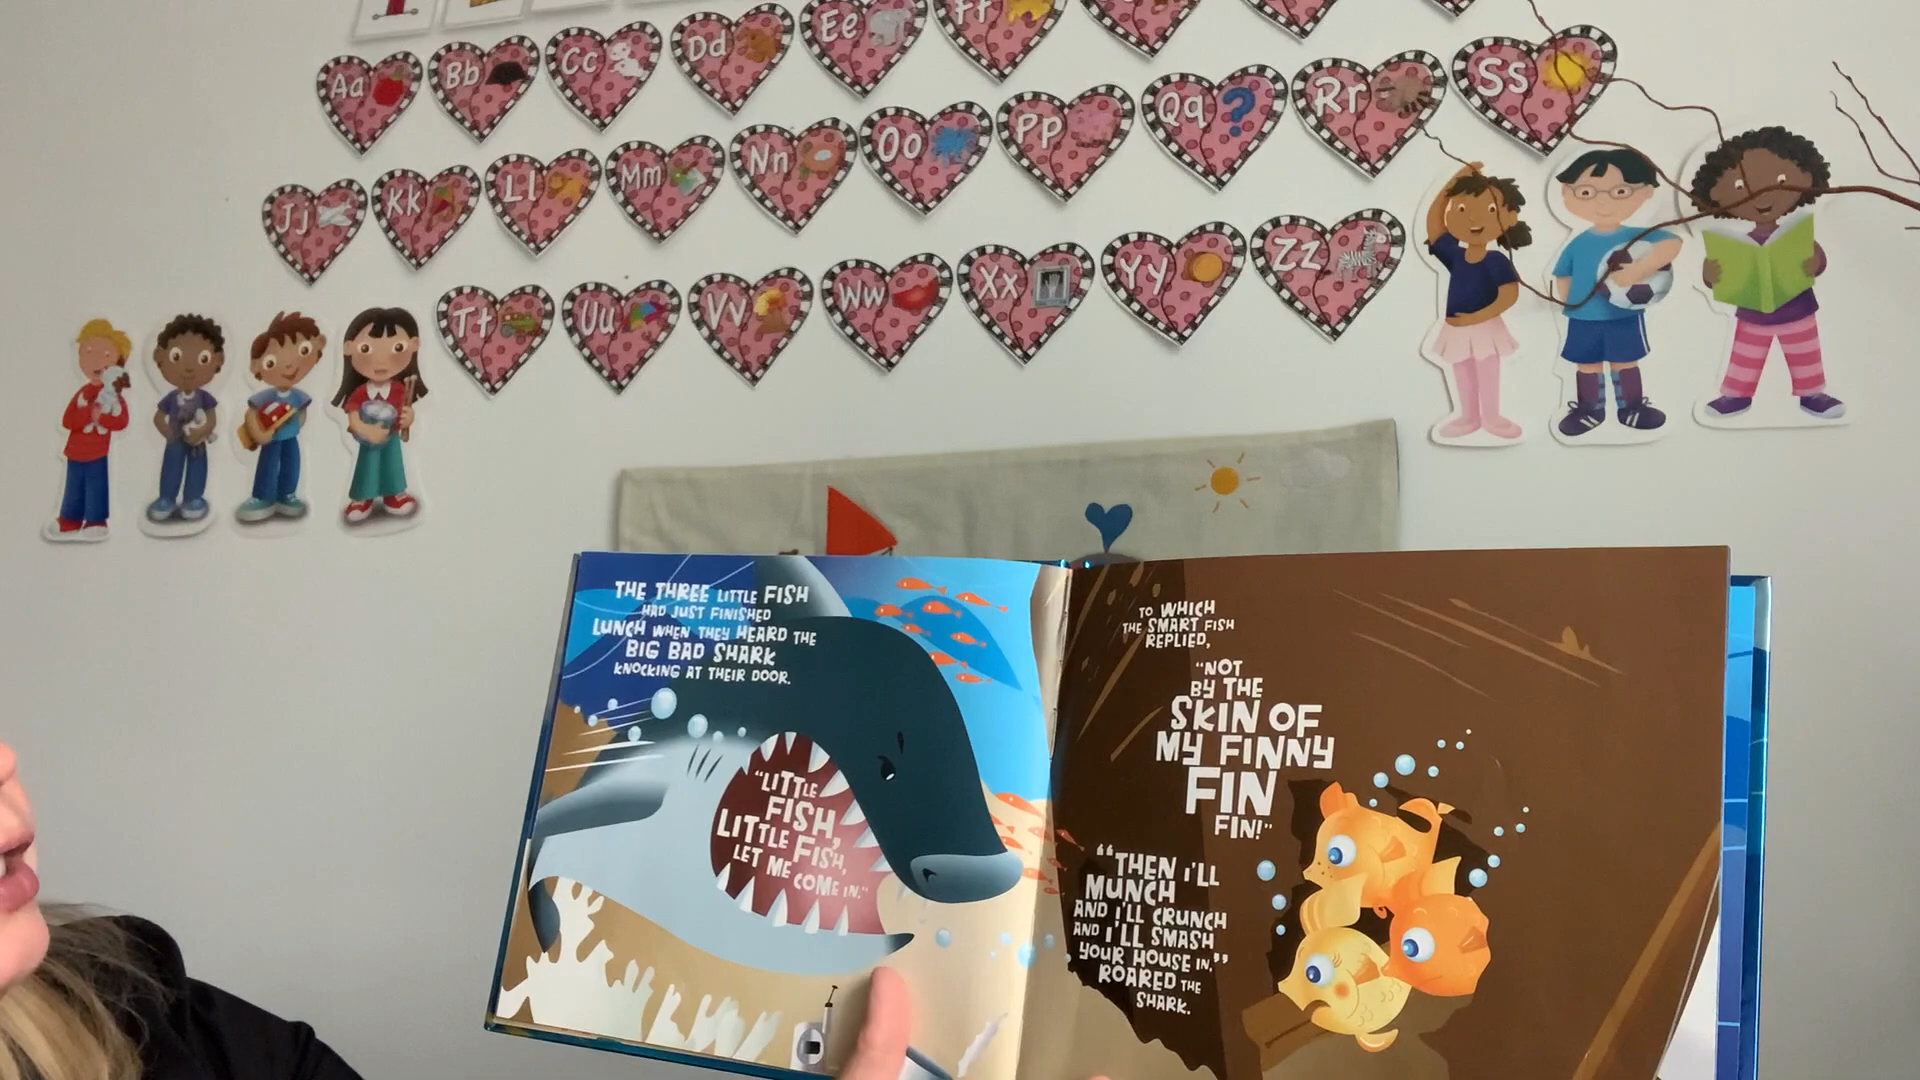 Aa Bb Cc Dd Ee Ff
Jj Kk Ll Mm Nn Oo Pp Qq Rr Ss
Tt Uu Vv Ww Xx Yy Zz
THE THREE LITTLE FISH
HAD JUST FINISHED
LUNCH WHEN THEY HEARD THE
BIG BAD SHARK
KNOCKING AT THEIR DOOR.
"LITTLE
FISH,
LITTLE FISH,
LET ME COME IN."
TO WHICH
THE SMART FISH
REPLIED,
"NOT
BY THE
SKIN OF
MY FINNY
FIN
FIN!"
"THEN I'LL
MUNCH
AND I'LL CRUNCH
AND I'LL SMASH
YOUR HOUSE IN,"
ROARED THE
SHARK.